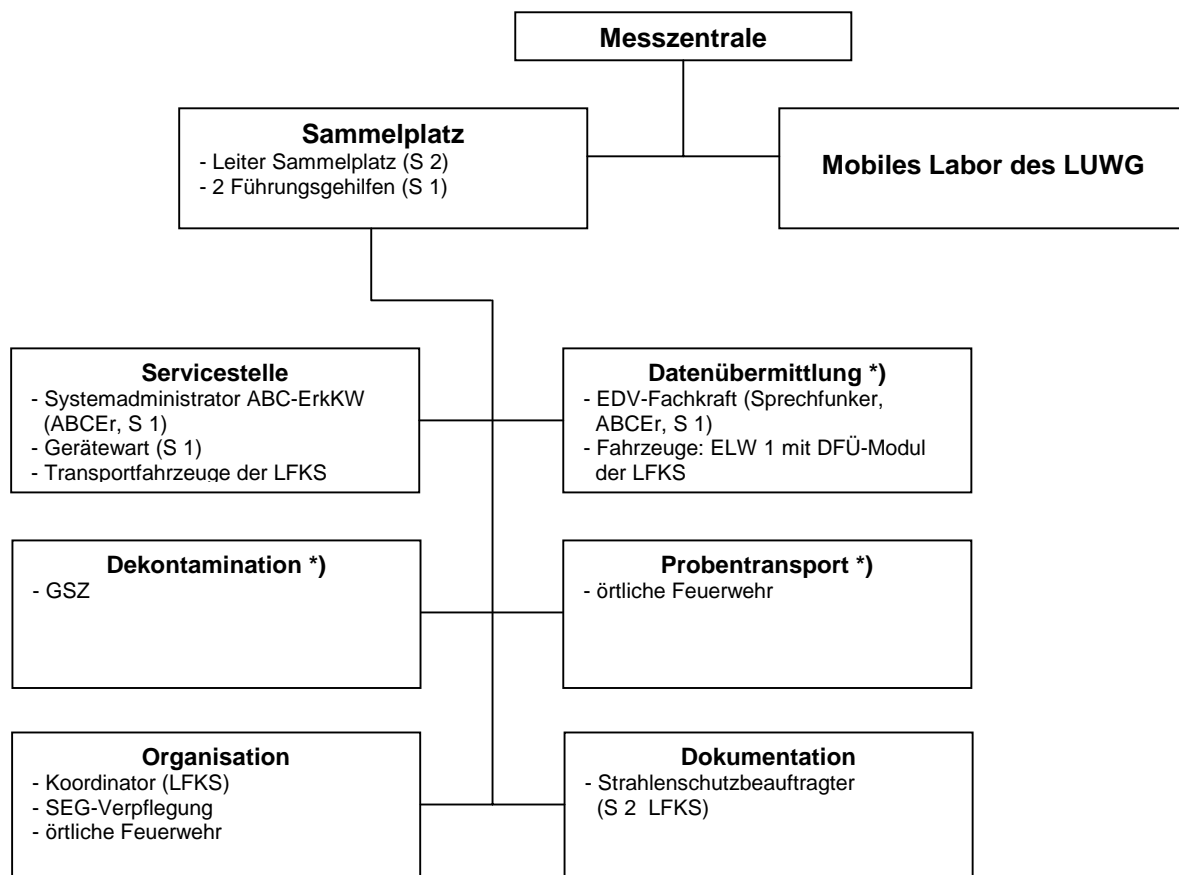 Messzentrale
Sammelplatz
- Leiter Sammelplatz (S 2)
- 2 Führungsgehilfen (S 1)
Mobiles Labor des LUWG
Servicestelle
- Systemadministrator ABC-ErkKW
(ABCEr, S 1)
- Gerätewart (S 1)
- Transportfahrzeuge der LFKS
Datenübermittlung *)
- EDV-Fachkraft (Sprechfunker,
ABCEr, S 1)
- Fahrzeuge: ELW 1 mit DFÜ-Modul
der LFKS
Dekontamination *)
- GSZ
Probentransport *)
- örtliche Feuerwehr
Organisation
- Koordinator (LFKS)
- SEG-Verpflegung
- örtliche Feuerwehr
Dokumentation
- Strahlenschutzbeauftragter
(S 2 LFKS)